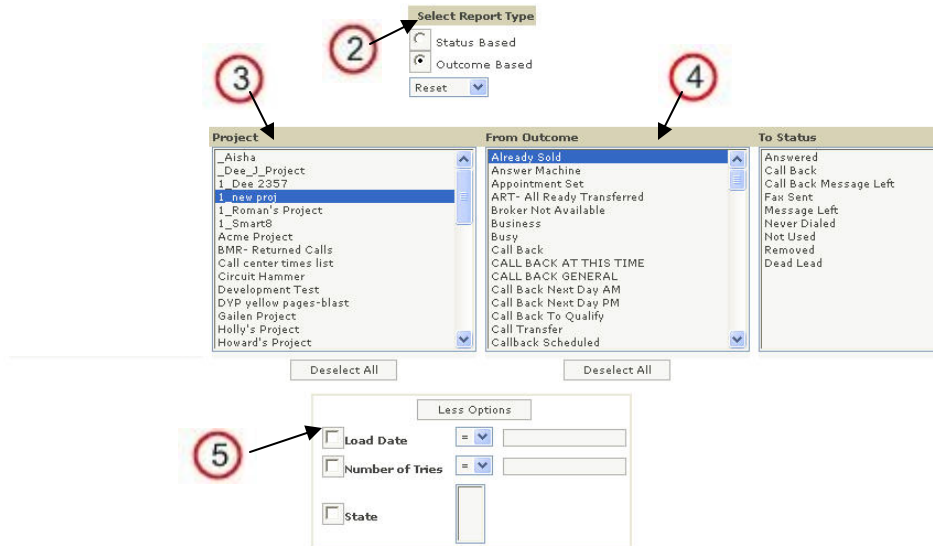 Select Report Type
2
Status Based
Outcome Based
3
4
Reset
Project
From Outcome
To Status
_Aisha
_Dee_J_Project
1_Dee 2357
1_new proj
1_Roman's Project
1_Smart8
Acme Project
BMR- Returned Calls
Call center times list
Circuit Hammer
Development Test
DYP yellow pages-blast
Gailen Project
Holly's Project
Howard's Project
Already Sold
Answer Machine
Appointment Set
ART- All Ready Transferred
Broker Not Available
Business
Busy
Call Back
CALL BACK AT THIS TIME
CALL BACK GENERAL
Call Back Next Day AM
Call Back Next Day PM
Call Back To Qualify
Call Transfer
Callback Scheduled
Answered
Call Back
Call Back Message Left
Fax Sent
Message Left
Never Dialed
Not Used
Removed
Dead Lead
Deselect All
Deselect All
Less Options
5
Load Date =
Number of Tries =
State